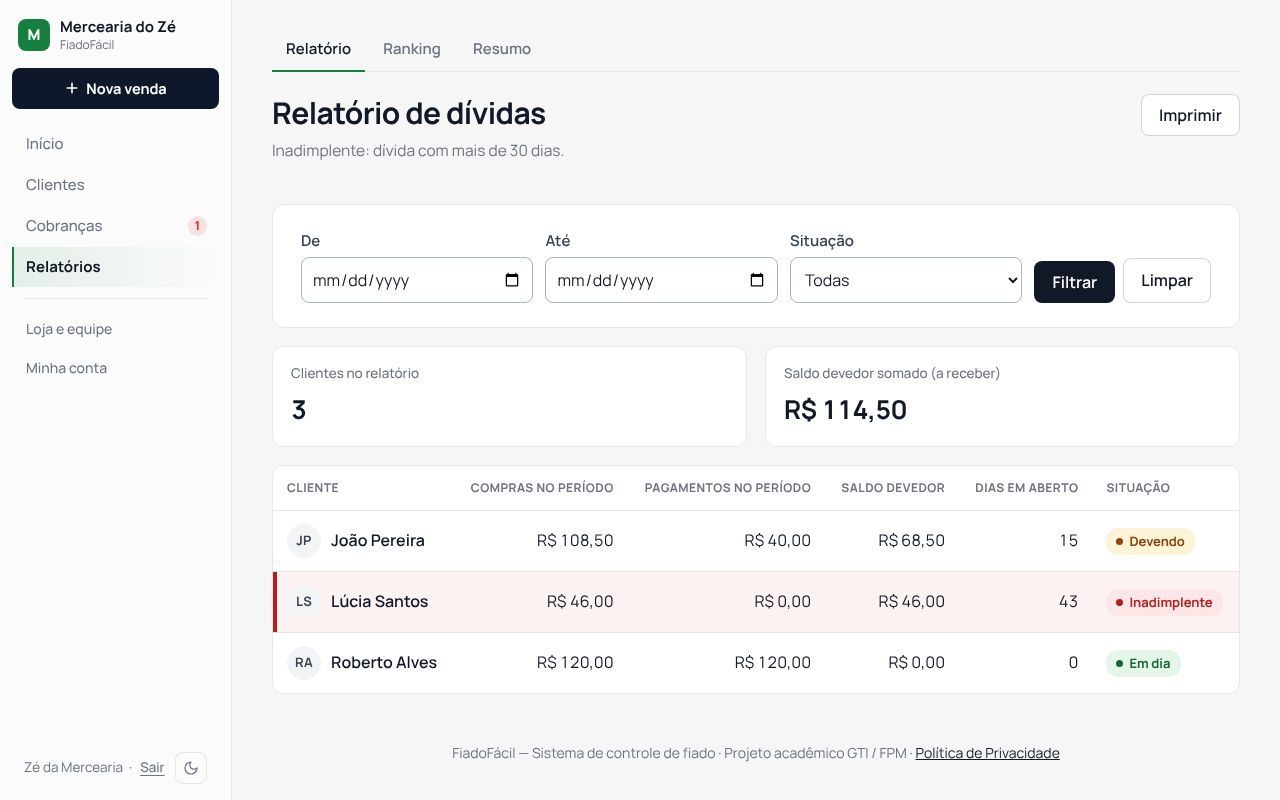 M
Mercearia do Zé
FiadoFácil
+ Nova venda
Início
Clientes
Cobranças 1
Relatórios
Loja e equipe
Minha conta
Zé da Mercearia · Sair
Relatório Ranking Resumo
Relatório de dívidas
Imprimir
Inadimplente: dívida com mais de 30 dias.
De Até Situação
mm/dd/yyyy mm/dd/yyyy Todas Filtrar Limpar
Clientes no relatório
3
Saldo devedor somado (a receber)
R$ 114,50
CLIENTE COMPRAS NO PERÍODO PAGAMENTOS NO PERÍODO SALDO DEVEDOR DIAS EM ABERTO SITUAÇÃO
JP João Pereira R$ 108,50 R$ 40,00 R$ 68,50 15 Devendo
LS Lúcia Santos R$ 46,00 R$ 0,00 R$ 46,00 43 Inadimplente
RA Roberto Alves R$ 120,00 R$ 120,00 R$ 0,00 0 Em dia
FiadoFácil — Sistema de controle de fiado · Projeto acadêmico GTI / FPM · Política de Privacidade